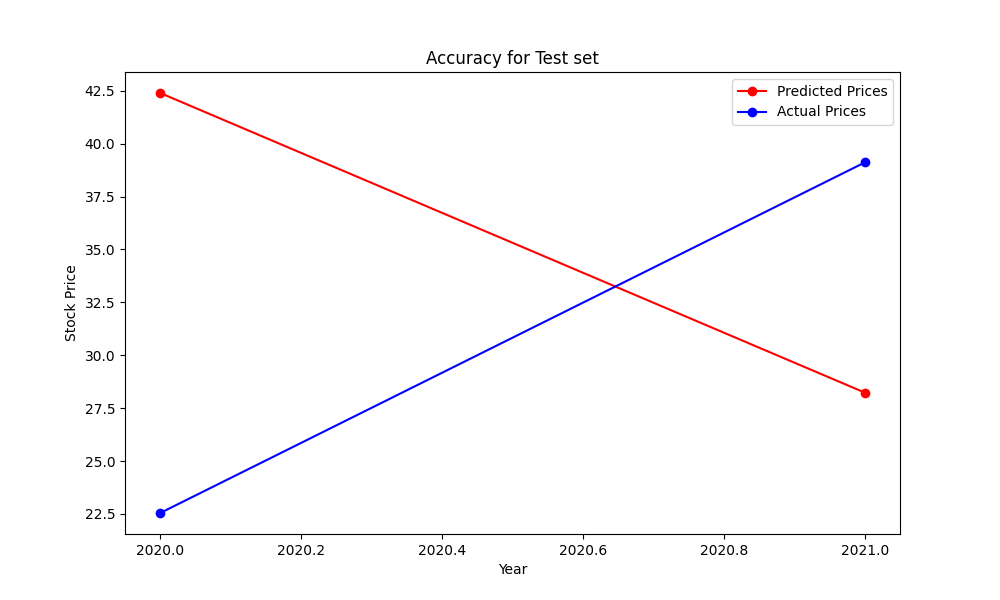 Accuracy for Test set
Predicted Prices
Actual Prices
42.5
40.0
37.5
35.0
32.5
30.0
27.5
25.0
22.5
Stock Price
2020.0 2020.2 2020.4 2020.6 2020.8 2021.0
Year